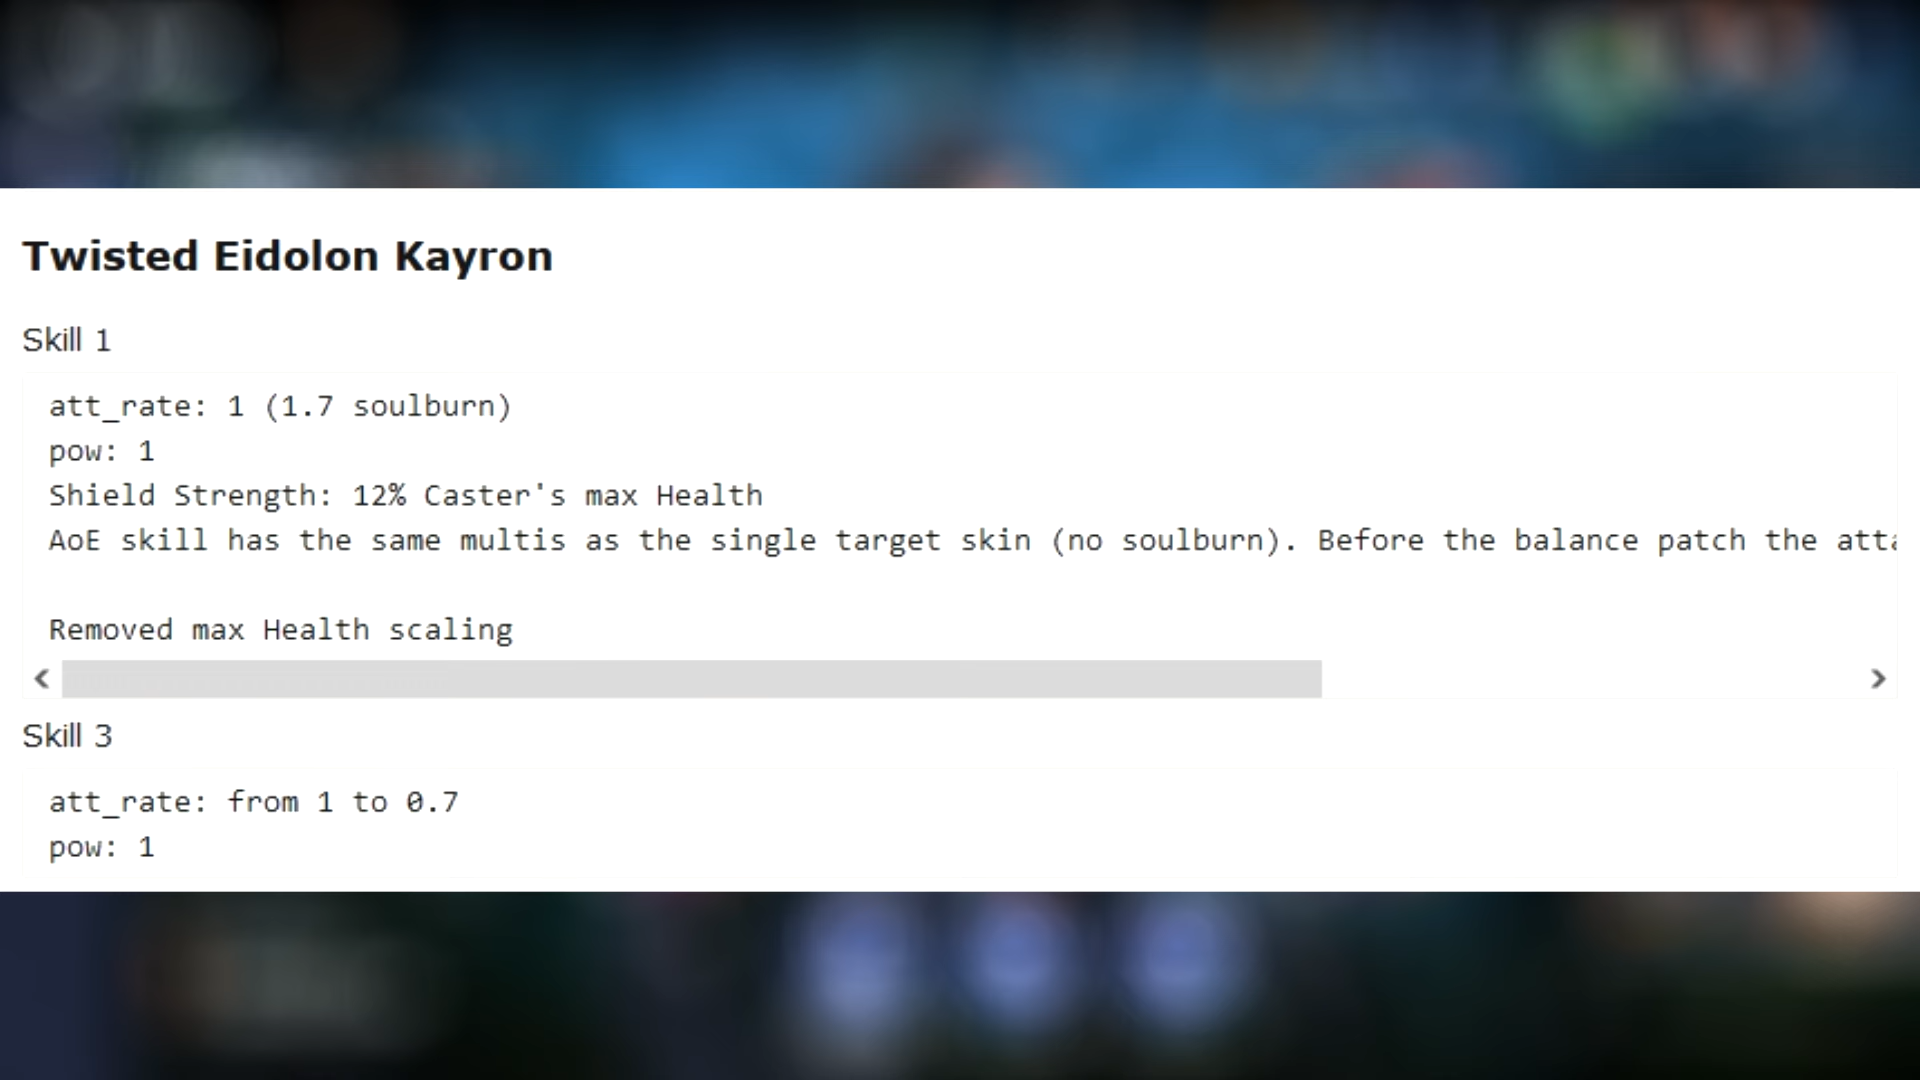 Twisted Eidolon Kayron
Skill 1
att_rate: 1 (1.7 soulburn)
pow: 1
Shield Strength: 12% Caster's max Health
AoE skill has the same multis as the single target skin (no soulburn). Before the balance patch the
Removed max Health scaling
Skill 3
att_rate: from 1 to 0.7
pow: 1